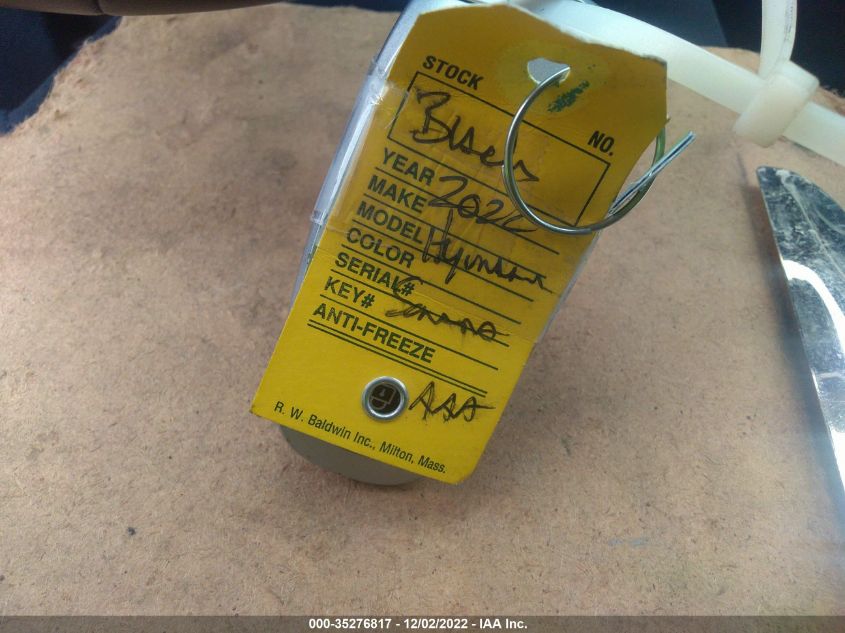 STOCK NO.
YEAR 2022
MAKE Hyundai
MODEL
COLOR
SERIAL#
KEY#
ANTI-FREEZE
AAA
R. W. Baldwin Inc., Milton, Mass.
000-35276817 - 12/02/2022 - IAA Inc.